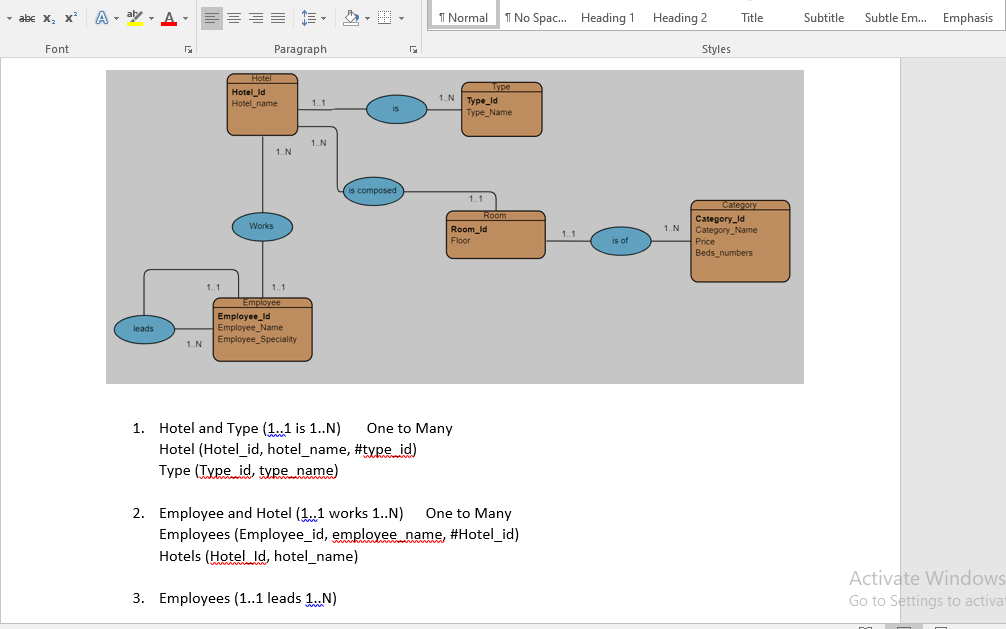 abc X₂ X² A aby A
¶ Normal ¶ No Spac... Heading 1 Heading 2 Title Subtitle Subtle Em... Emphasis
Font Paragraph Styles
Hotel
Hotel_Id
Hotel_name
1..1
is
1..N
Type
Type_Id
Type_Name
1..N
1..N
is composed
1..1
Room
Room_Id
Floor
1..1
is of
1..N
Category
Category_Id
Category_Name
Price
Beds_numbers
Works
1..1
1..1
Employee
Employee_Id
Employee_Name
Employee_Speciality
leads
1..N
1. Hotel and Type (1..1 is 1..N) One to Many
Hotel (Hotel_id, hotel_name, #type_id)
Type (Type_id, type_name)
2. Employee and Hotel (1..1 works 1..N) One to Many
Employees (Employee_id, employee_name, #Hotel_id)
Hotels (Hotel_Id, hotel_name)
3. Employees (1..1 leads 1..N)
Activate Windows
Go to Settings to activa